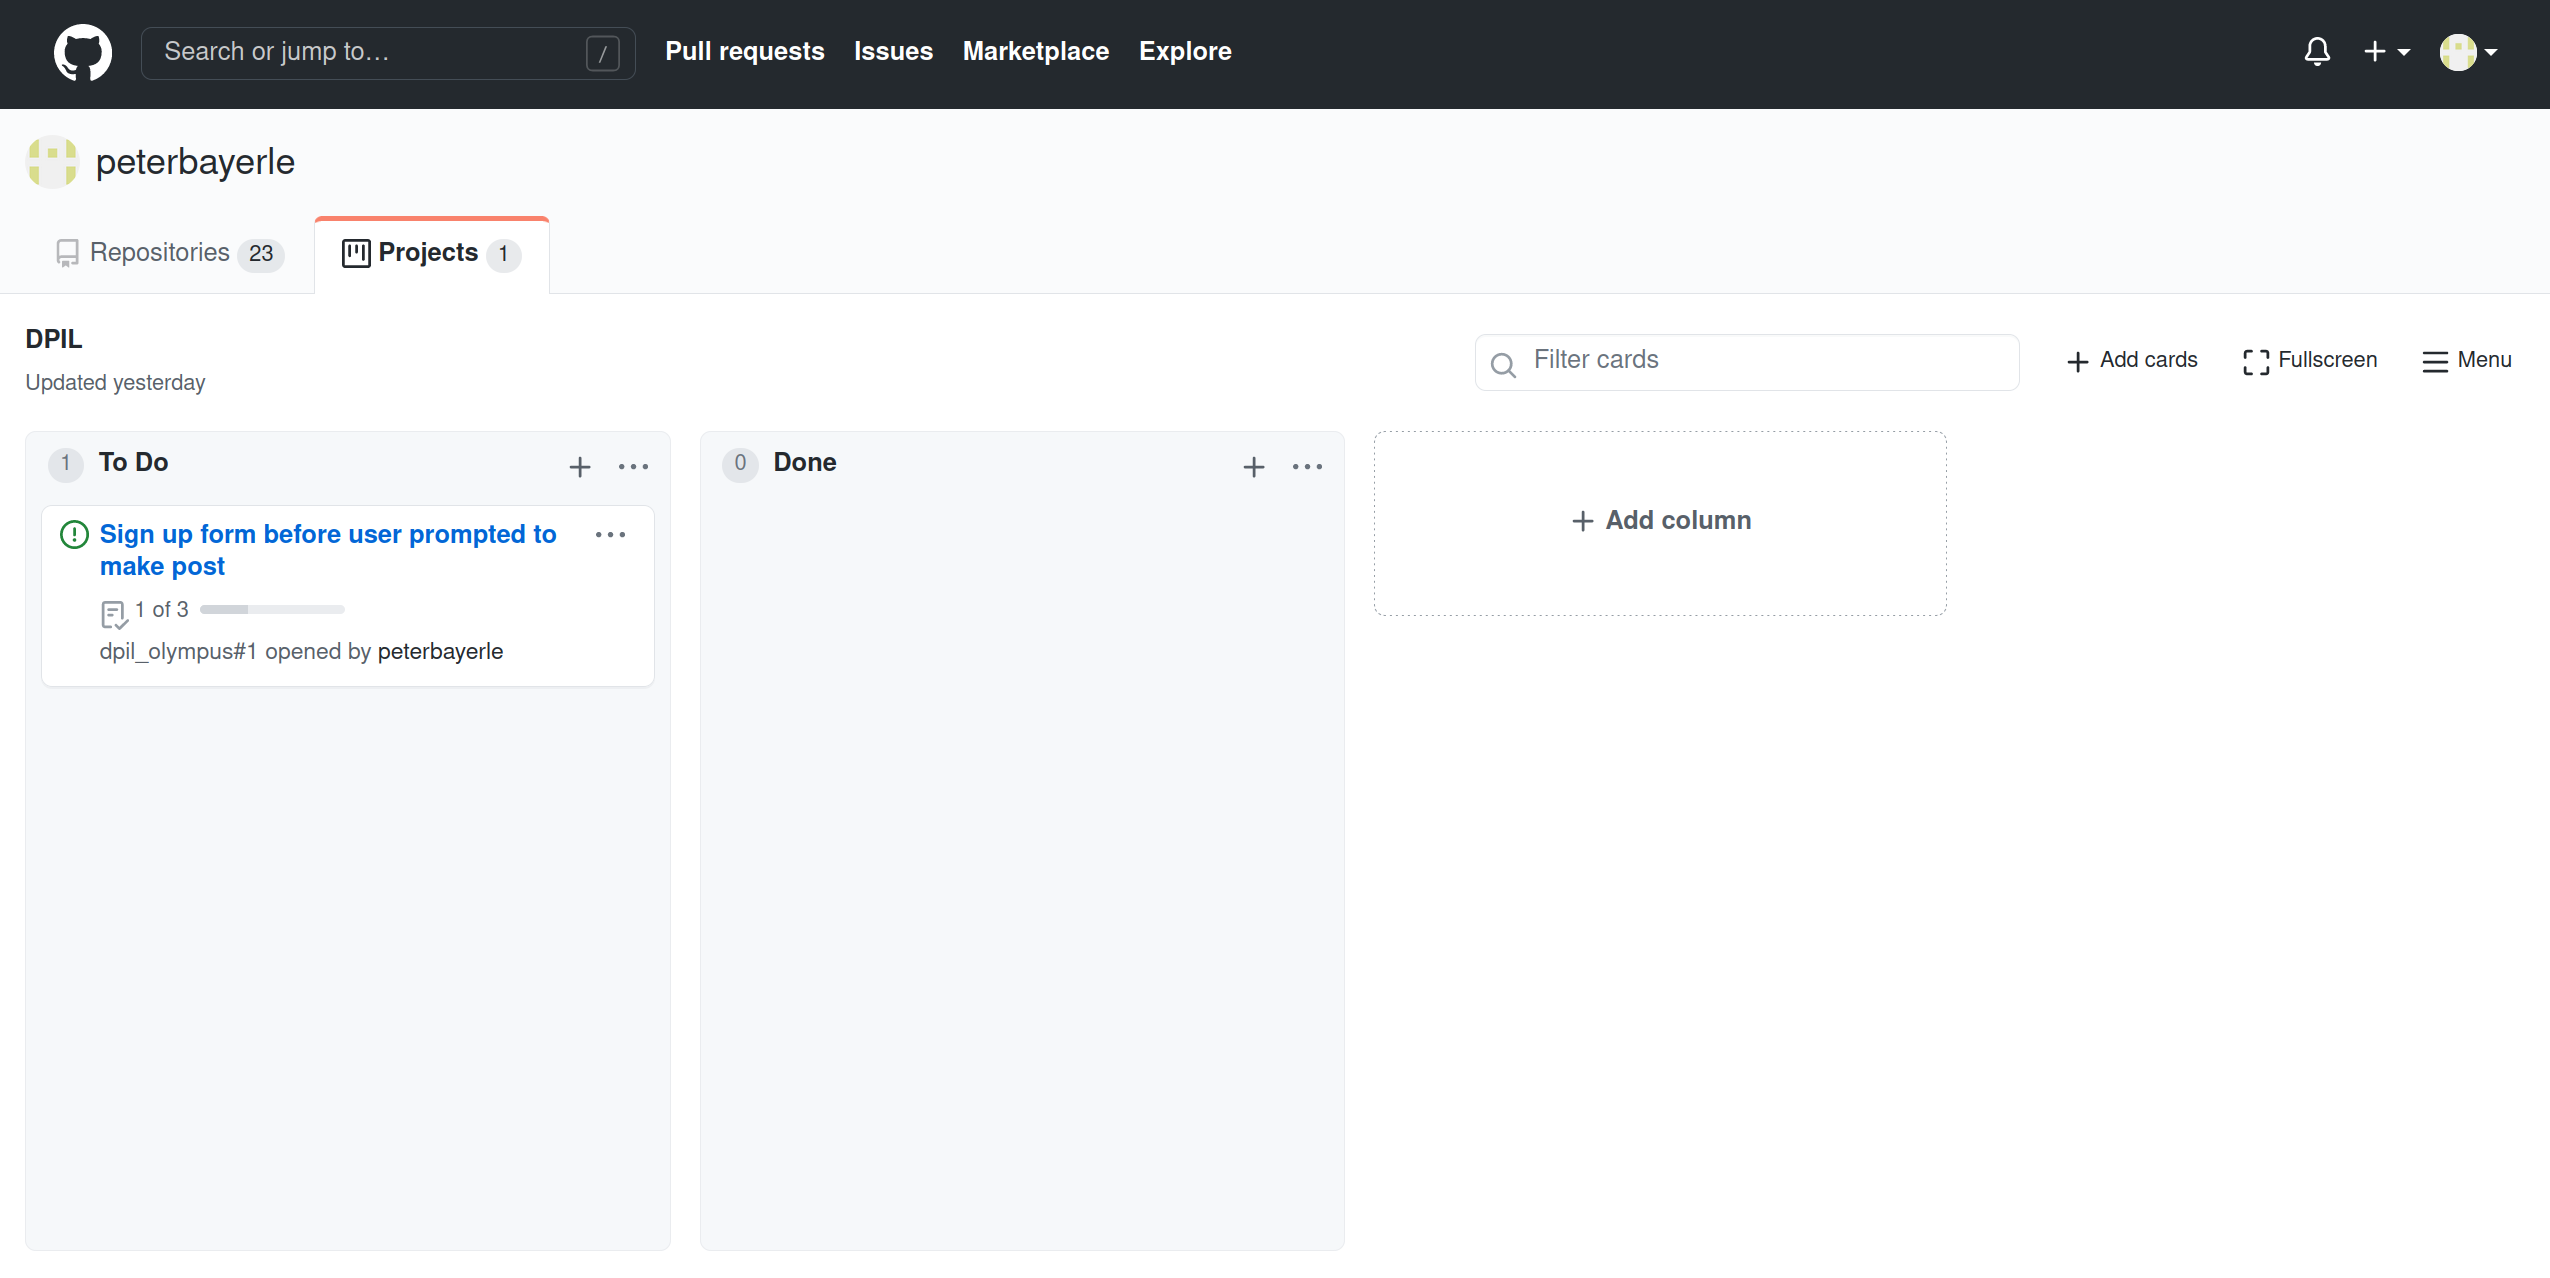 Search or jump to… /
Pull requests Issues Marketplace Explore
peterbayerle
Repositories 23
Projects 1
DPIL
Updated yesterday
Filter cards
Add cards
Fullscreen
Menu
1 To Do
Sign up form before user prompted to
make post
1 of 3
dpil_olympus#1 opened by peterbayerle
0 Done
Add column